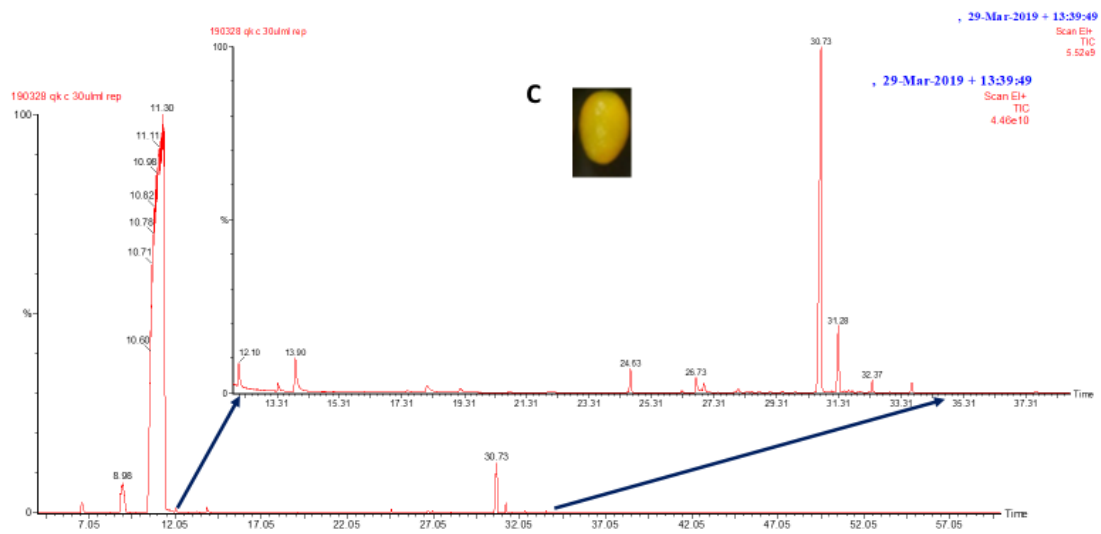 , 29-Mar-2019 + 13:39:49
Scan EI+
TIC
5.52e9
190328 qk c 30ulml rep
100
30.73
, 29-Mar-2019 + 13:39:49
Scan EI+
TIC
4.46e10
C
190328 qk c 30ulml rep
100
11.30
11.11
10.98
10.82
10.78
10.71
10.60
%
%
12.10
13.90
24.63
26.73
31.28
32.37
0
13.31 15.31 17.31 19.31 21.31 23.31 25.31 27.31 29.31 31.31 33.31 35.31 37.31
Time
8.96
30.73
0
7.05 12.05 17.05 22.05 27.05 32.05 37.05 42.05 47.05 52.05 57.05
Time